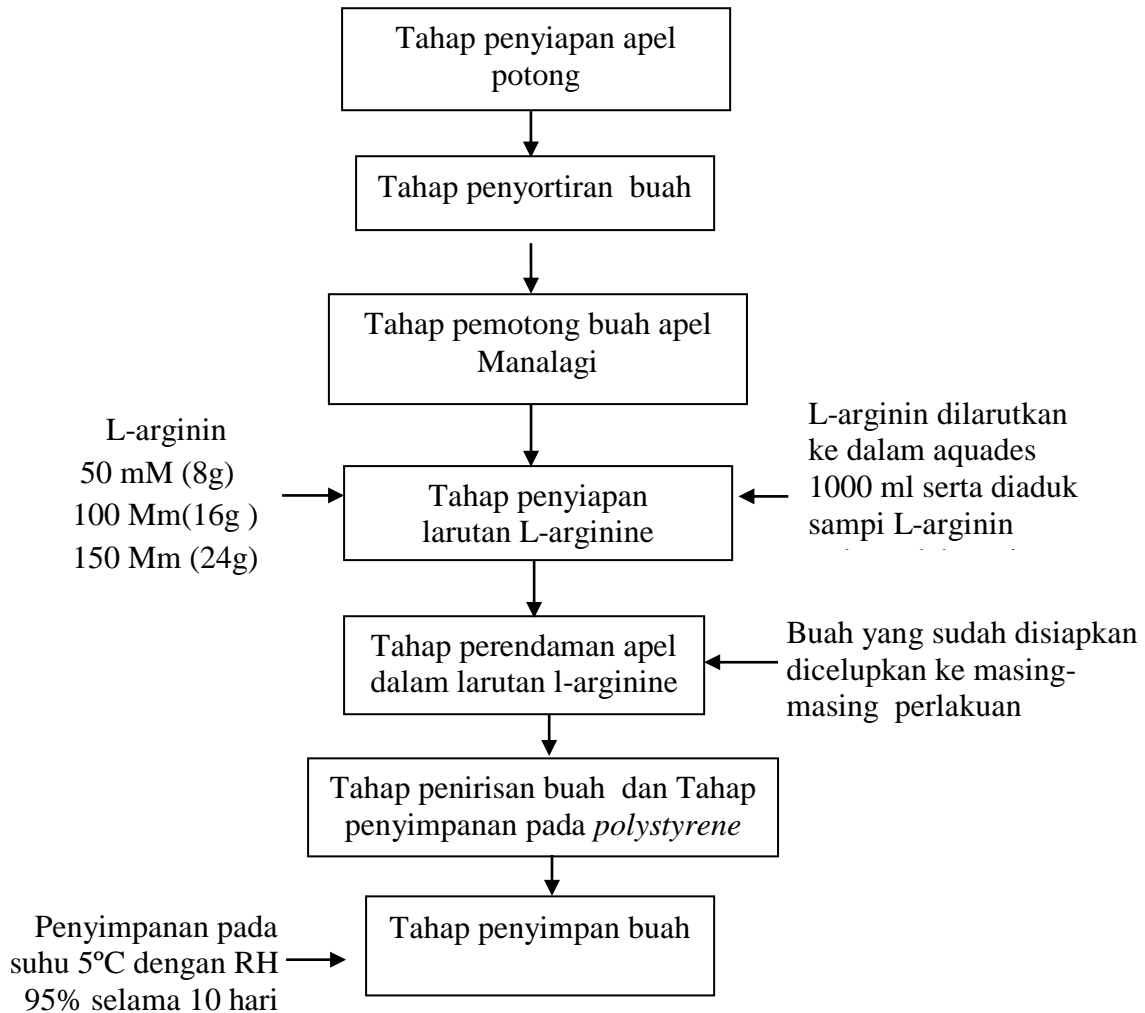 Tahap penyiapan apel
potong
Tahap penyortiran buah
Tahap pemotong buah apel
Manalagi
L-arginin
50 mM (8g)
100 Mm(16g )
150 Mm (24g)
Tahap penyiapan
larutan L-arginine
L-arginin dilarutkan
ke dalam aquades
1000 ml serta diaduk
sampi L-arginin
Tahap perendaman apel
dalam larutan l-arginine
Buah yang sudah disiapkan
dicelupkan ke masing-
masing perlakuan
Tahap penirisan buah dan Tahap
penyimpanan pada polystyrene
Tahap penyimpan buah
Penyimpanan pada
suhu 5ºC dengan RH
95% selama 10 hari